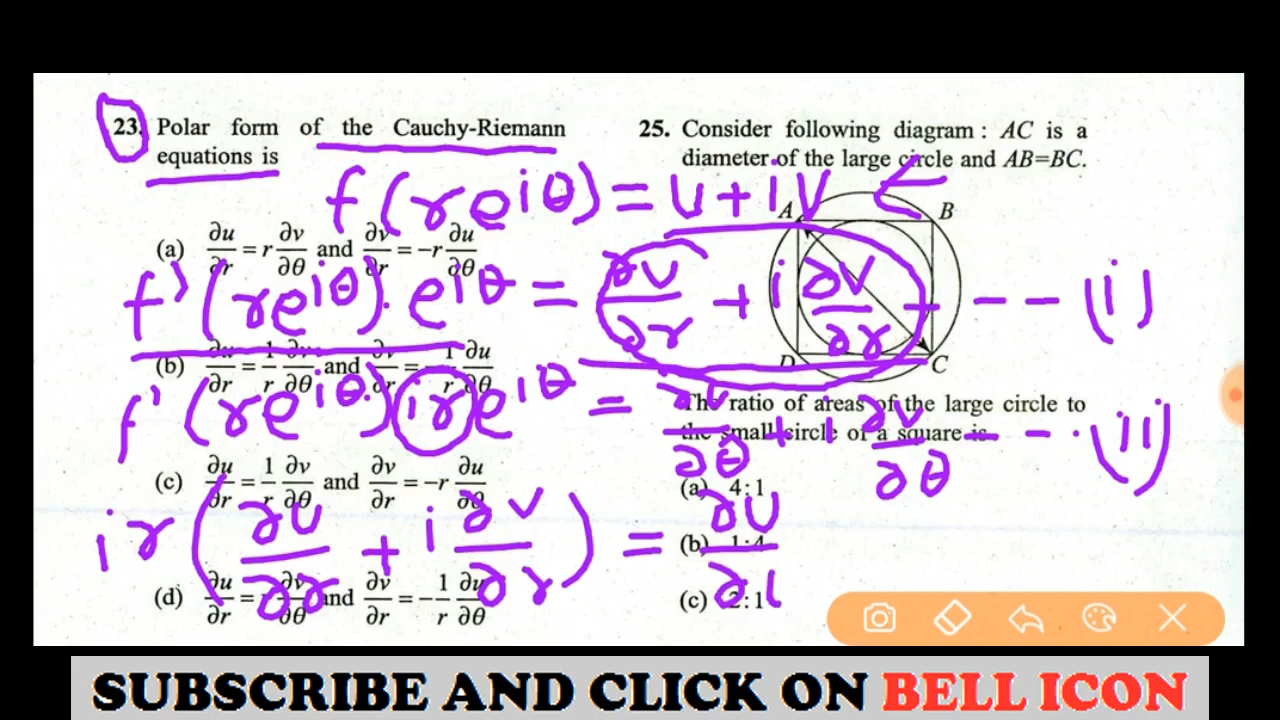 23. Polar form of the Cauchy-Riemann
equations is
f(re^{iθ}) = u + iv
(a) ∂u/∂r = r ∂v/∂θ and ∂v/∂r = -r ∂u/∂θ
f'(re^{iθ}). e^{iθ} = ∂u/∂r + i ∂v/∂r --- (i)
(b) ∂u/∂r = 1/r ∂v/∂θ and ∂v/∂r = - 1/r ∂u/∂θ
f'(re^{iθ}) ir e^{iθ} = ∂u/∂θ + i ∂v/∂θ --- (ii)
(c) ∂u/∂r = 1/r ∂v/∂θ and ∂v/∂r = -r ∂u/∂θ
ir (∂u/∂r + i ∂v/∂r) = ∂u/∂
(d) ∂u/∂r = ∂v/∂θ and ∂v/∂r = - 1/r ∂u/∂θ
25. Consider following diagram : AC is a
diameter of the large circle and AB=BC.
A B
D C
The ratio of areas of the large circle to
the small circle of a square is
(a) 4:1
(b) 1:4
(c) 2:1
SUBSCRIBE AND CLICK ON BELL ICON